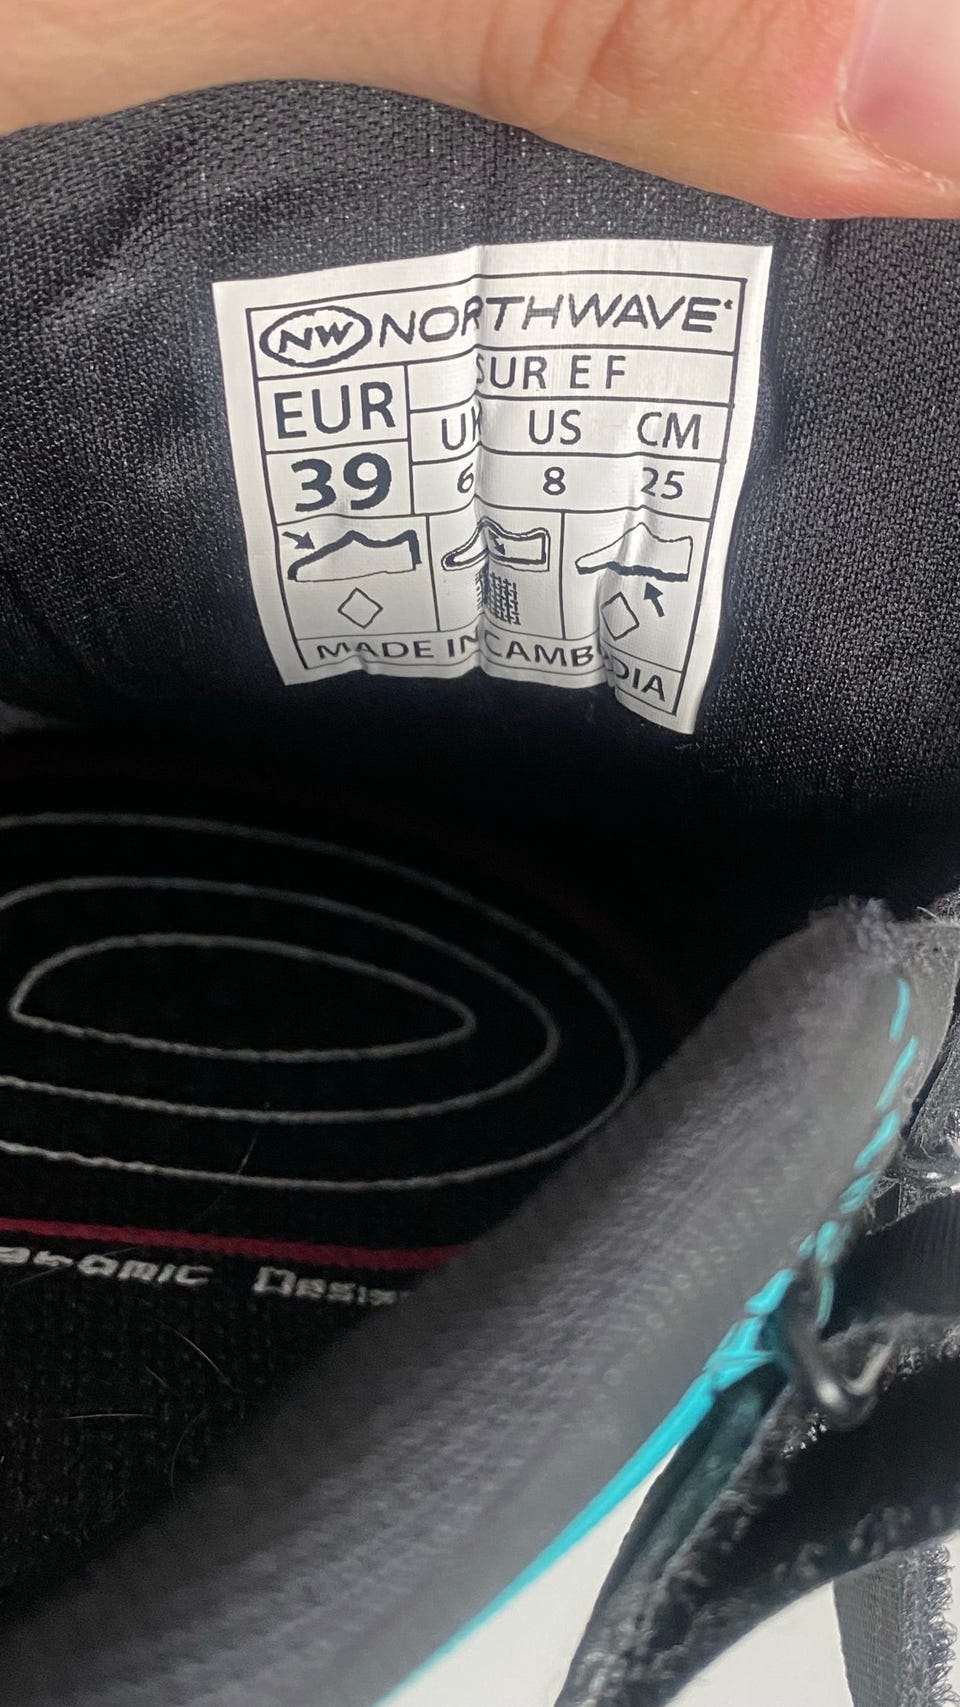 NW NORTHWAVE
SUR E F
EUR UK US CM
39 6 8 25
MADE IN CAMBODIA